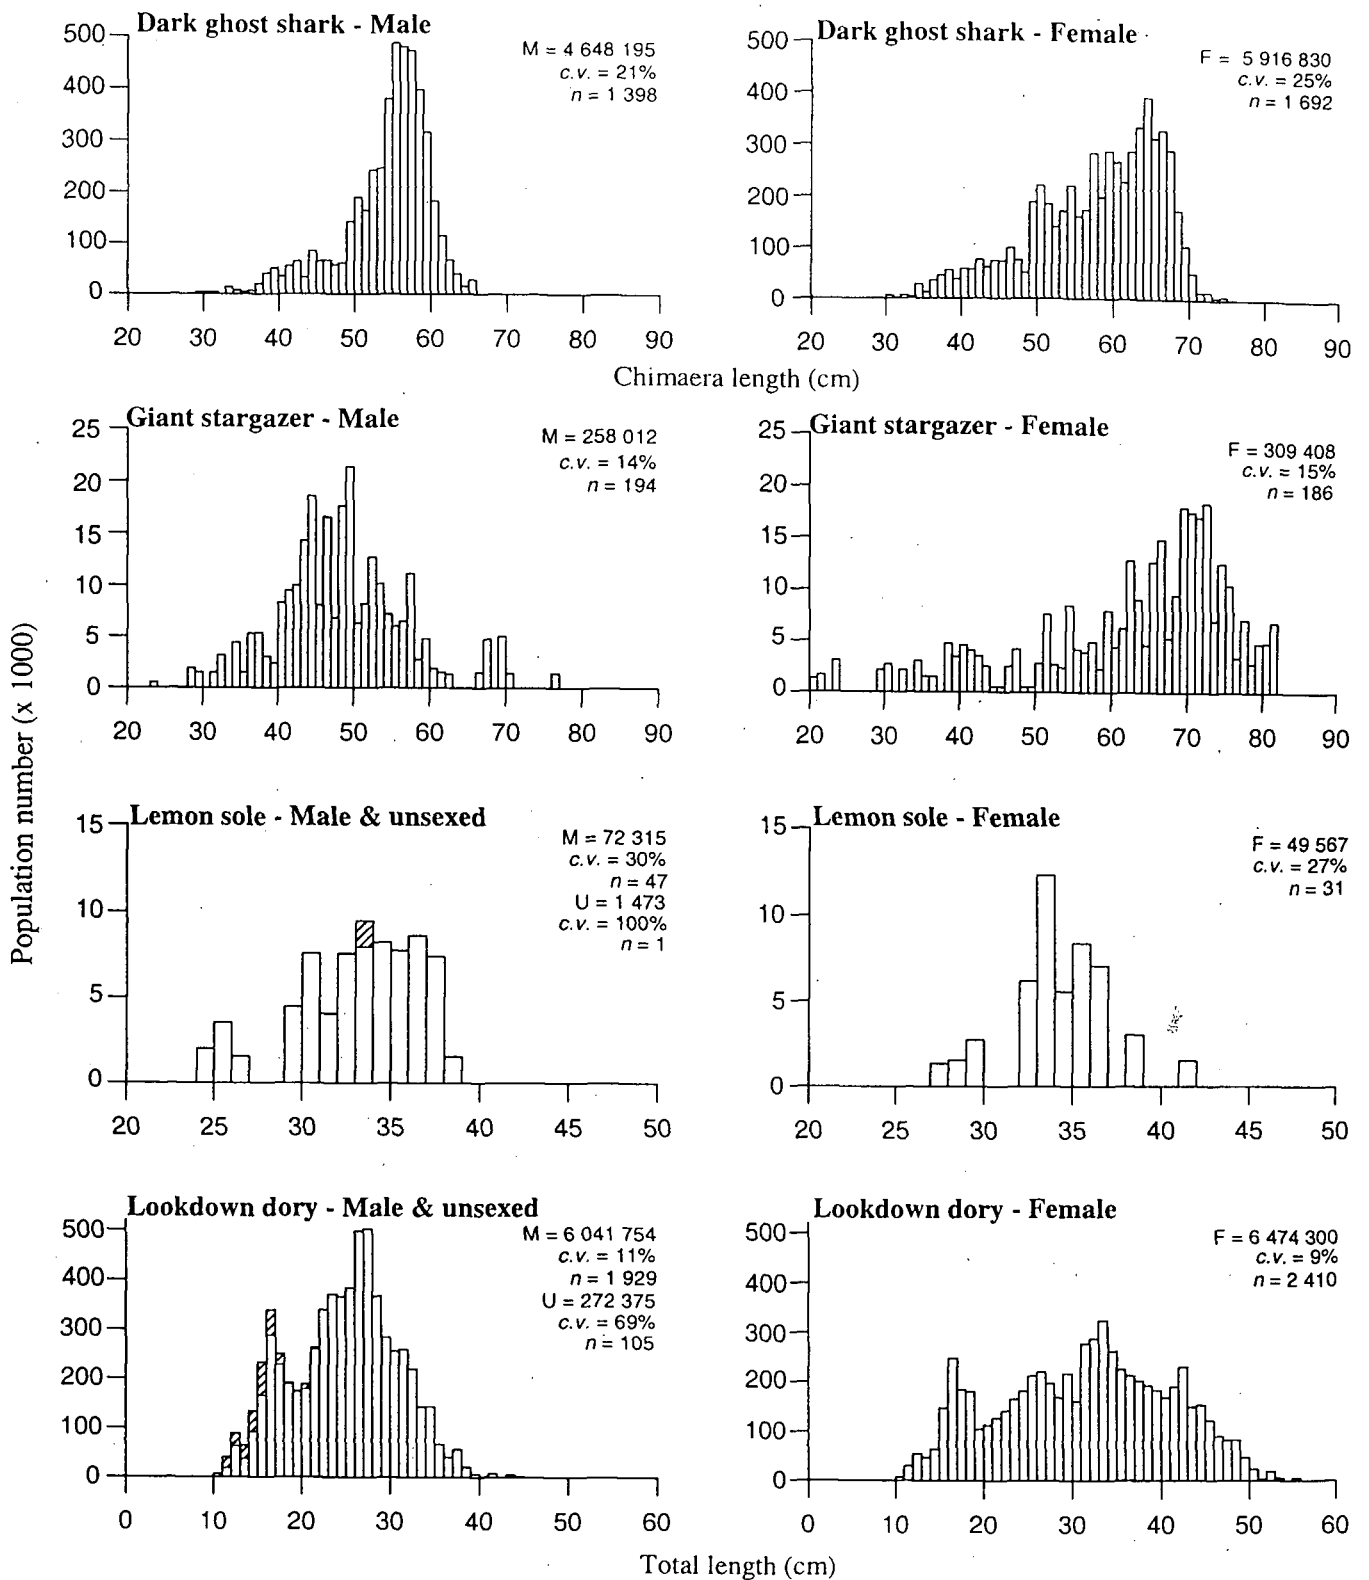 Dark ghost shark - Male
M = 4 648 195
c.v. = 21%
n = 1 398
500
400
300
200
100
0
20 30 40 50 60 70 80 90
Dark ghost shark - Female
F = 5 916 830
c.v. = 25%
n = 1 692
500
400
300
200
100
0
20 30 40 50 60 70 80 90
Chimaera length (cm)
Giant stargazer - Male
M = 258 012
c.v. = 14%
n = 194
25
20
15
10
5
0
20 30 40 50 60 70 80 90
Giant stargazer - Female
F = 309 408
c.v. = 15%
n = 186
25
20
15
10
5
0
20 30 40 50 60 70 80 90
Population number (x 1000)
Lemon sole - Male & unsexed
M = 72 315
c.v. = 30%
n = 47
U = 1 473
c.v. = 100%
n = 1
15
10
5
0
20 25 30 35 40 45 50
Lemon sole - Female
F = 49 567
c.v. = 27%
n = 31
15
10
5
0
20 25 30 35 40 45 50
Lookdown dory - Male & unsexed
M = 6 041 754
c.v. = 11%
n = 1 929
U = 272 375
c.v. = 69%
n = 105
500
400
300
200
100
0
0 10 20 30 40 50 60
Lookdown dory - Female
F = 6 474 300
c.v. = 9%
n = 2 410
500
400
300
200
100
0
0 10 20 30 40 50 60
Total length (cm)